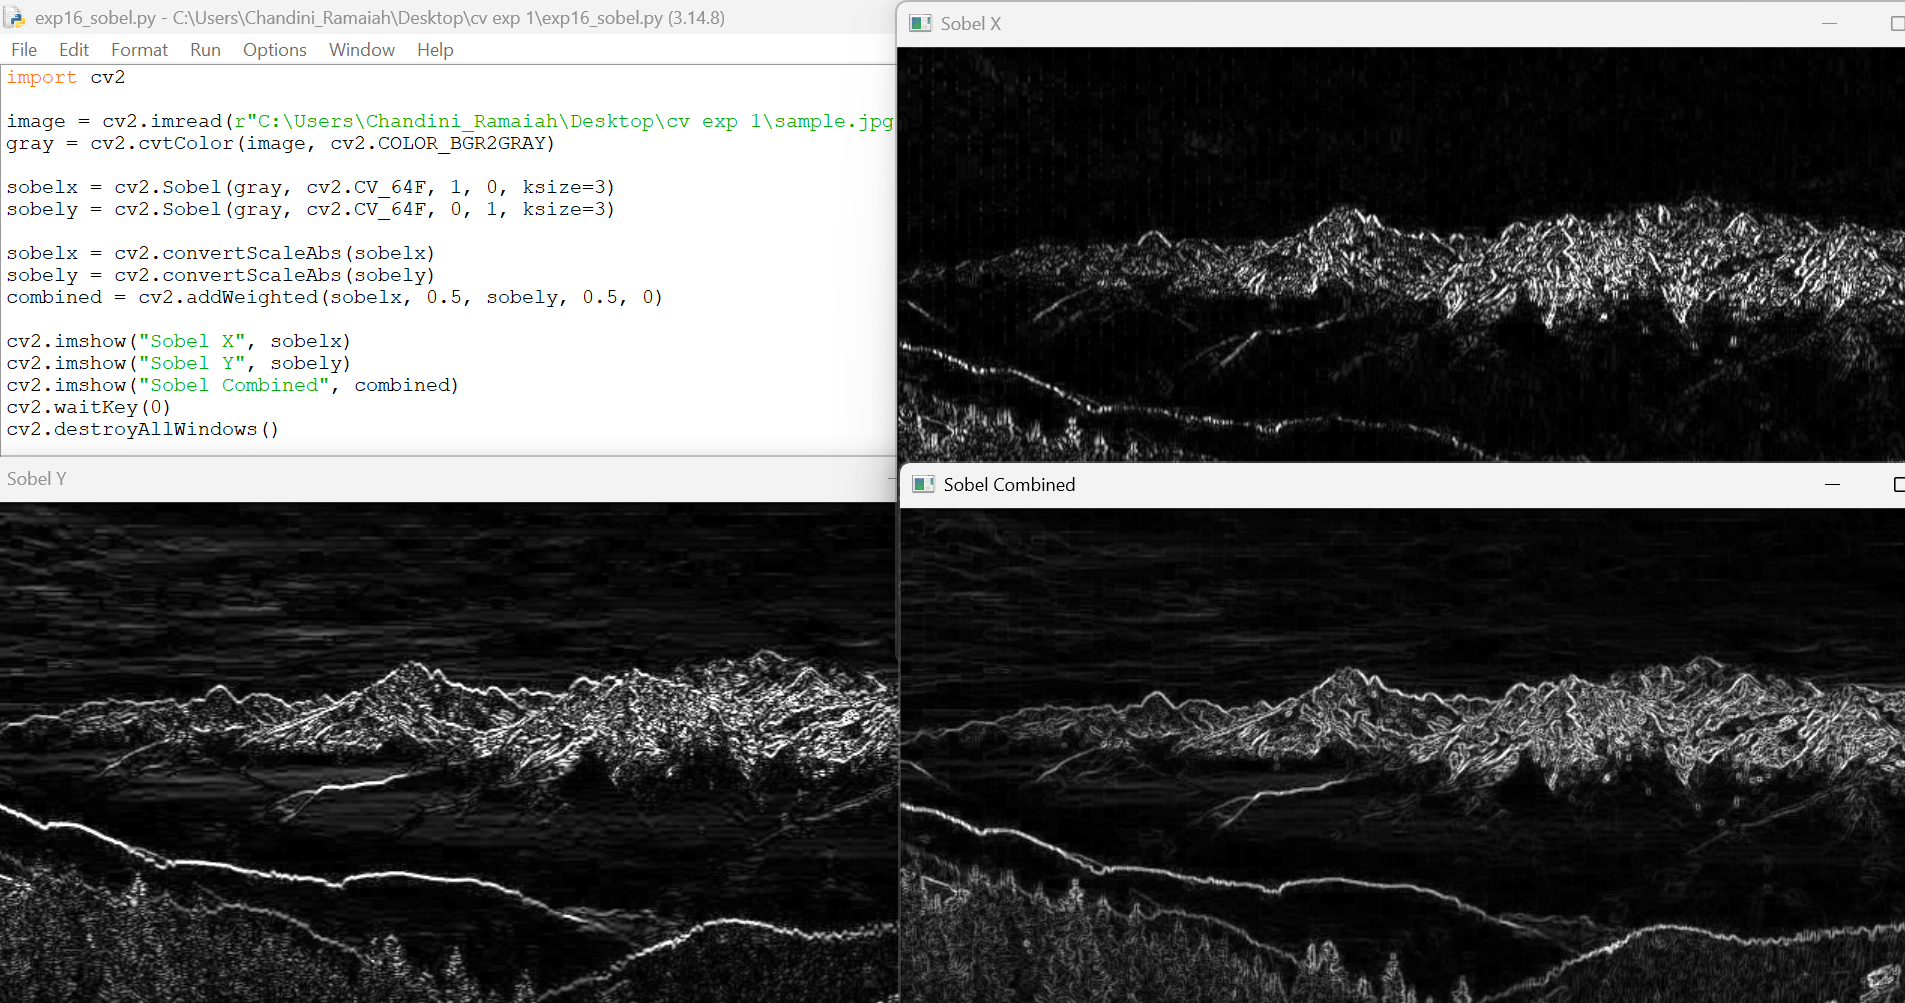 exp16_sobel.py - C:\Users\Chandini_Ramaiah\Desktop\cv exp 1\exp16_sobel.py (3.14.8)
File Edit Format Run Options Window Help
import cv2
image = cv2.imread(r"C:\Users\Chandini_Ramaiah\Desktop\cv exp 1\sample.jpg
gray = cv2.cvtColor(image, cv2.COLOR_BGR2GRAY)
sobelx = cv2.Sobel(gray, cv2.CV_64F, 1, 0, ksize=3)
sobely = cv2.Sobel(gray, cv2.CV_64F, 0, 1, ksize=3)
sobelx = cv2.convertScaleAbs(sobelx)
sobely = cv2.convertScaleAbs(sobely)
combined = cv2.addWeighted(sobelx, 0.5, sobely, 0.5, 0)
cv2.imshow("Sobel X", sobelx)
cv2.imshow("Sobel Y", sobely)
cv2.imshow("Sobel Combined", combined)
cv2.waitKey(0)
cv2.destroyAllWindows()
Sobel X
Sobel Y
Sobel Combined